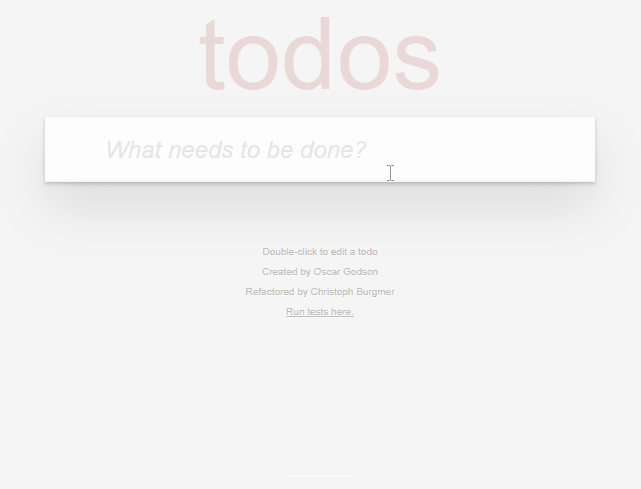 todos
What needs to be done?
Double-click to edit a todo
Created by Oscar Godson
Refactored by Christoph Burgmer
Run tests here.